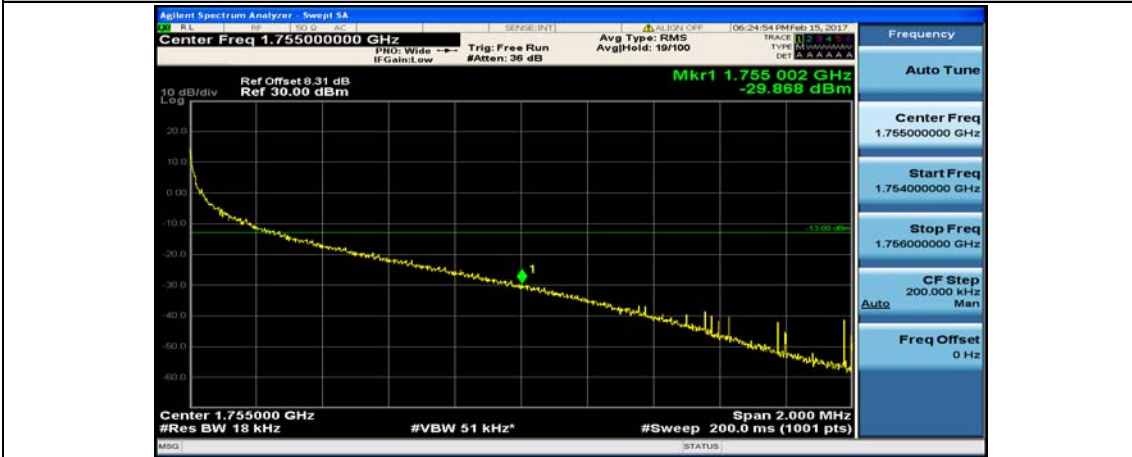 Agilent Spectrum Analyzer - Swept SA
RL RF 50 Ω AC SENSE:INT ALIGN OFF 06:24:54 PM Feb 15, 2017
Center Freq 1.755000000 GHz
PNO: Wide
IFGain:Low
Trig: Free Run
#Atten: 36 dB
Avg Type: RMS
Avg|Hold: 19/100
TRACE 1 2 3 4 5 6
TYPE M
DET A A A A A A
Frequency
Ref Offset 8.31 dB
Ref 30.00 dBm
10 dB/div
Log
Mkr1 1.755 002 GHz
-29.868 dBm
20.0
10.0
0.00
-10.0
-20.0
-30.0
-40.0
-50.0
-60.0
-13.00 dBm
1
Center 1.755000 GHz
Span 2.000 MHz
#Res BW 18 kHz
#VBW 51 kHz*
#Sweep 200.0 ms (1001 pts)
MSG
STATUS
Auto Tune
Center Freq
1.755000000 GHz
Start Freq
1.754000000 GHz
Stop Freq
1.756000000 GHz
CF Step
200.000 kHz
Auto Man
Freq Offset
0 Hz